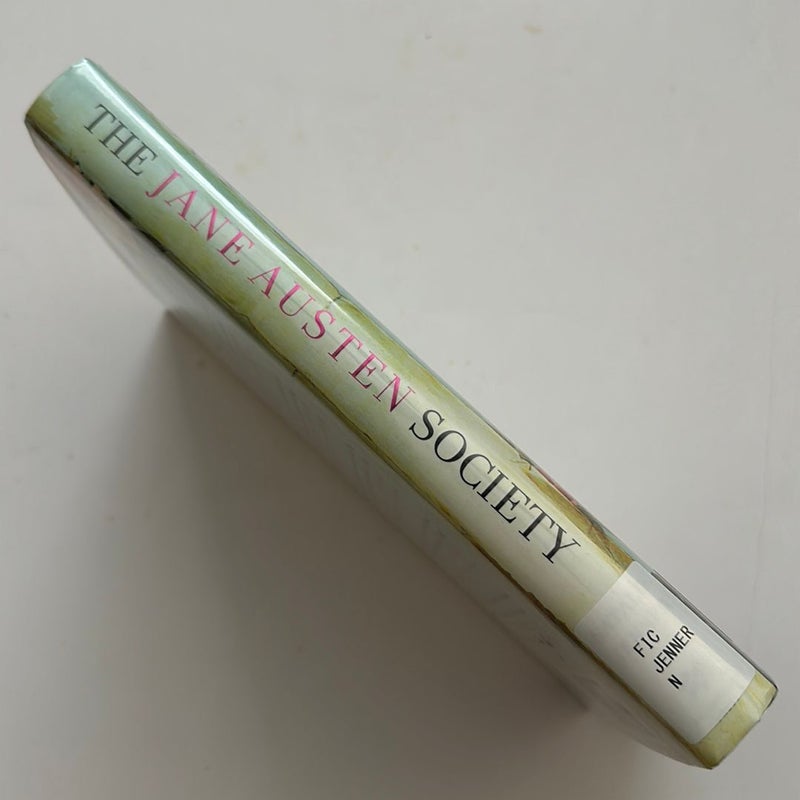 THE JANE AUSTEN SOCIETY
FIC
JENNER
N